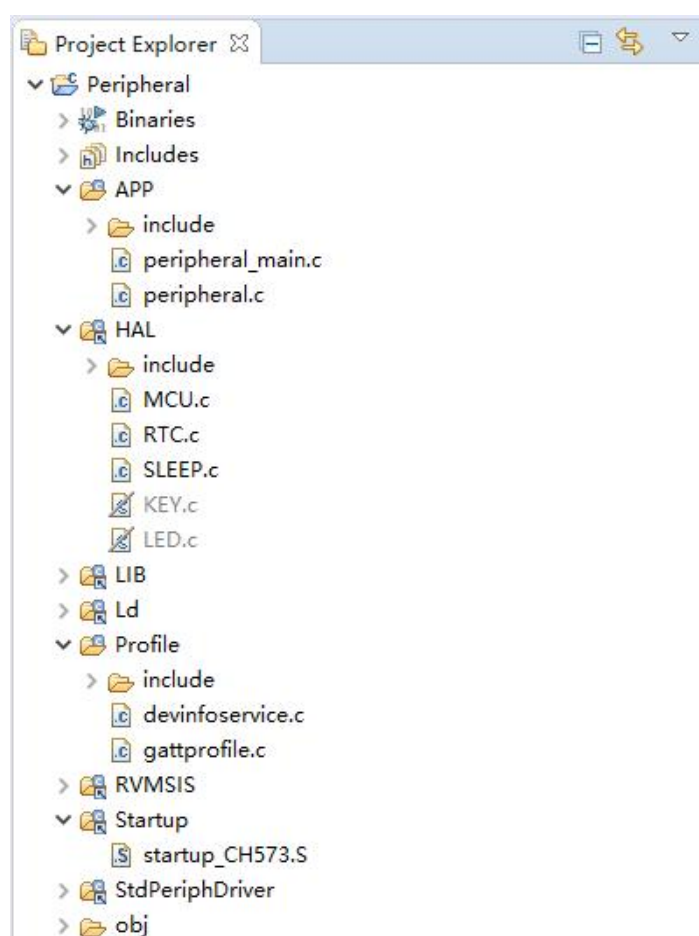 Project Explorer
Peripheral
Binaries
Includes
APP
include
peripheral_main.c
peripheral.c
HAL
include
MCU.c
RTC.c
SLEEP.c
KEY.c
LED.c
LIB
Ld
Profile
include
devinfoservice.c
gattprofile.c
RVMSIS
Startup
startup_CH573.S
StdPeriphDriver
obj